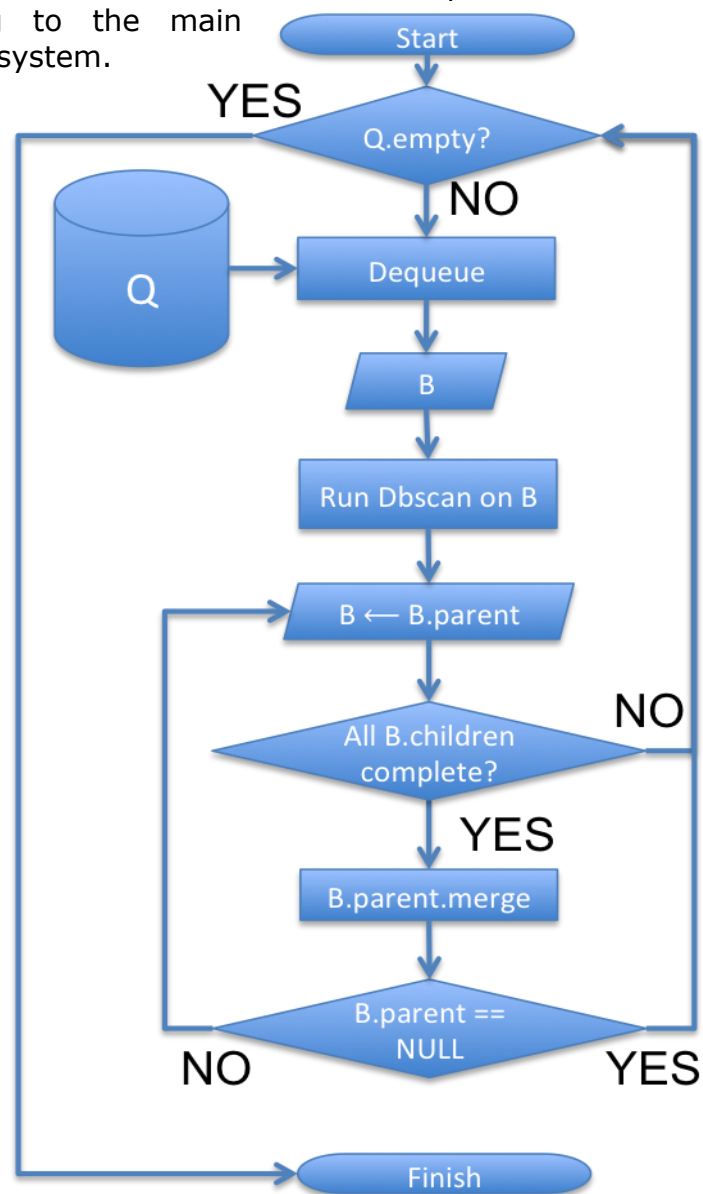 to the main
system.
Start
YES
Q.empty?
NO
Q
Dequeue
B
Run Dbscan on B
B ⟵ B.parent
NO
All B.children
complete?
YES
B.parent.merge
B.parent ==
NULL
NO
YES
Finish